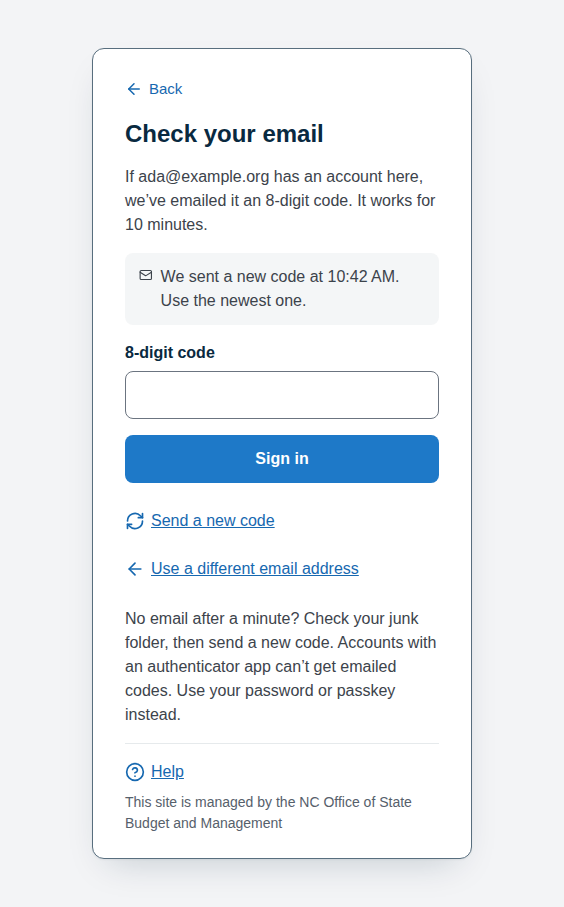 Back
Check your email
If ada@example.org has an account here,
we’ve emailed it an 8-digit code. It works for
10 minutes.
We sent a new code at 10:42 AM.
Use the newest one.
8-digit code
Sign in
Send a new code
Use a different email address
No email after a minute? Check your junk
folder, then send a new code. Accounts with
an authenticator app can’t get emailed
codes. Use your password or passkey
instead.
Help
This site is managed by the NC Office of State
Budget and Management